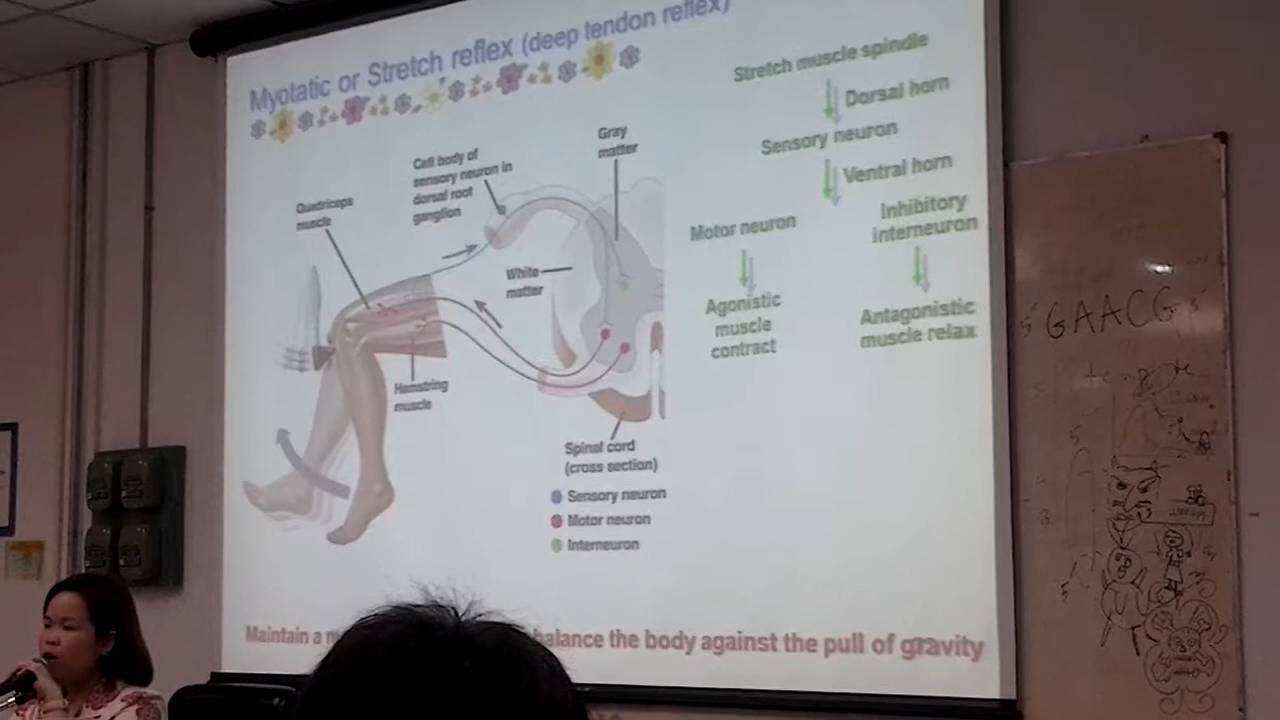 Myotatic or Stretch reflex (deep tendon reflex)
Stretch muscle spindle
Dorsal horn
Sensory neuron
Ventral horn
Motor neuron
Inhibitory
interneuron
Agonistic
muscle
contract
Antagonistic
muscle relax
Gray
matter
Cell body of
sensory neuron in
dorsal root
ganglion
Quadriceps
muscle
White
matter
Hamstring
muscle
Spinal cord
(cross section)
Sensory neuron
Motor neuron
Interneuron
Maintain a
balance the body against the pull of gravity
5' GAACG